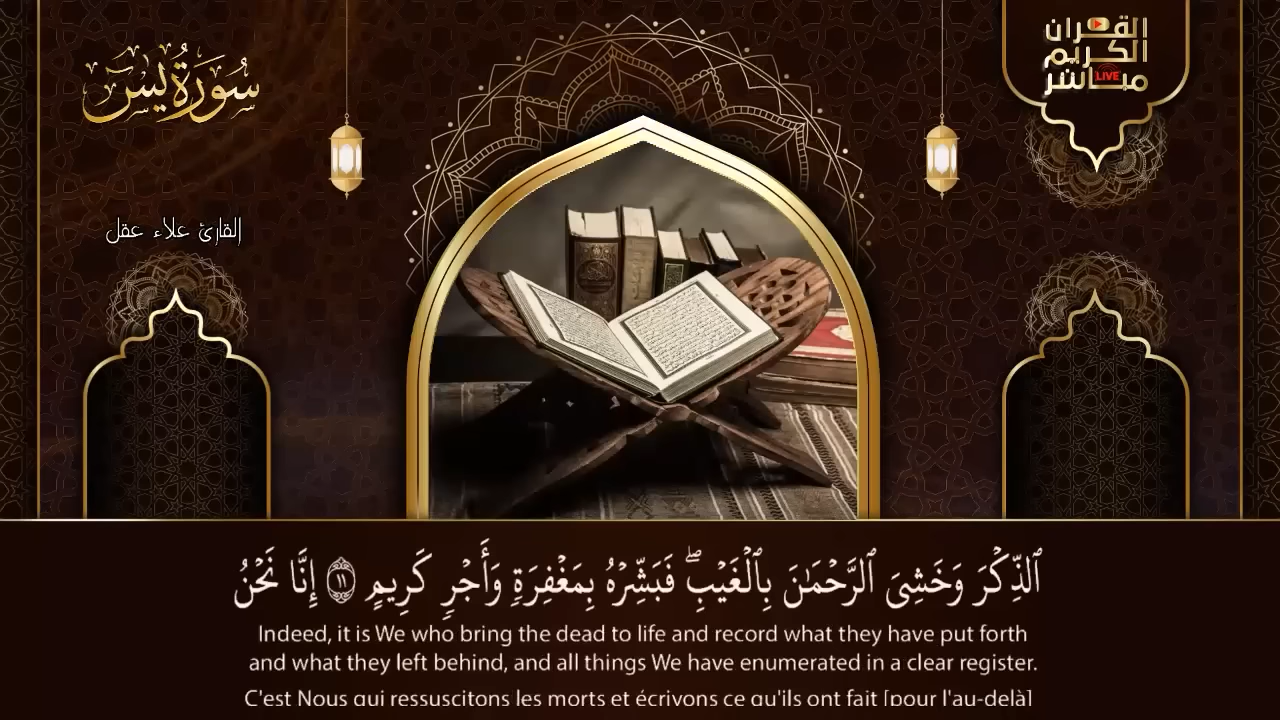 سُورَةُ يس
القران
الكريم
مباشر
LIVE
القارئ علاء عقل
ٱلذِّكْرَ وَخَشِىَ ٱلرَّحْمَٰنَ بِٱلْغَيْبِ ۖ فَبَشِّرْهُ بِمَغْفِرَةٍ وَأَجْرٍ كَرِيمٍ ١١ إِنَّا نَحْنُ
Indeed, it is We who bring the dead to life and record what they have put forth
and what they left behind, and all things We have enumerated in a clear register.
C'est Nous qui ressuscitons les morts et écrivons ce qu'ils ont fait [pour l'au-delà]